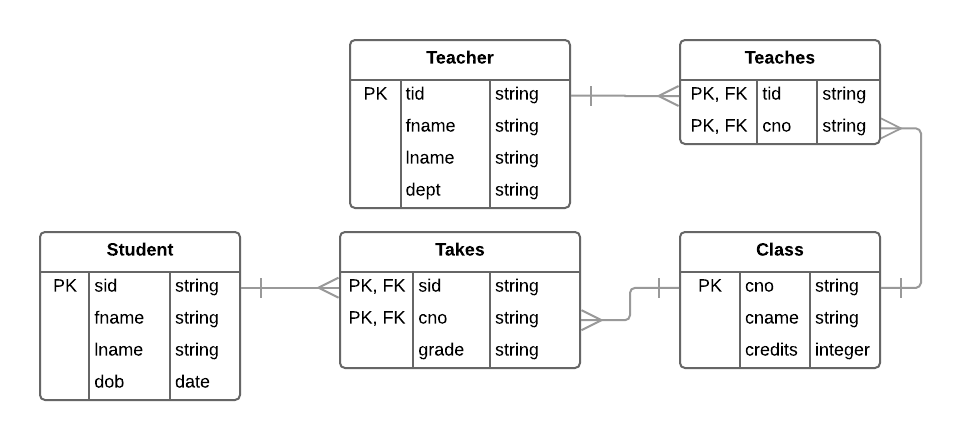 Teacher
PK tid string
fname string
lname string
dept string
Teaches
PK, FK tid string
PK, FK cno string
Student
PK sid string
fname string
lname string
dob date
Takes
PK, FK sid string
PK, FK cno string
grade string
Class
PK cno string
cname string
credits integer